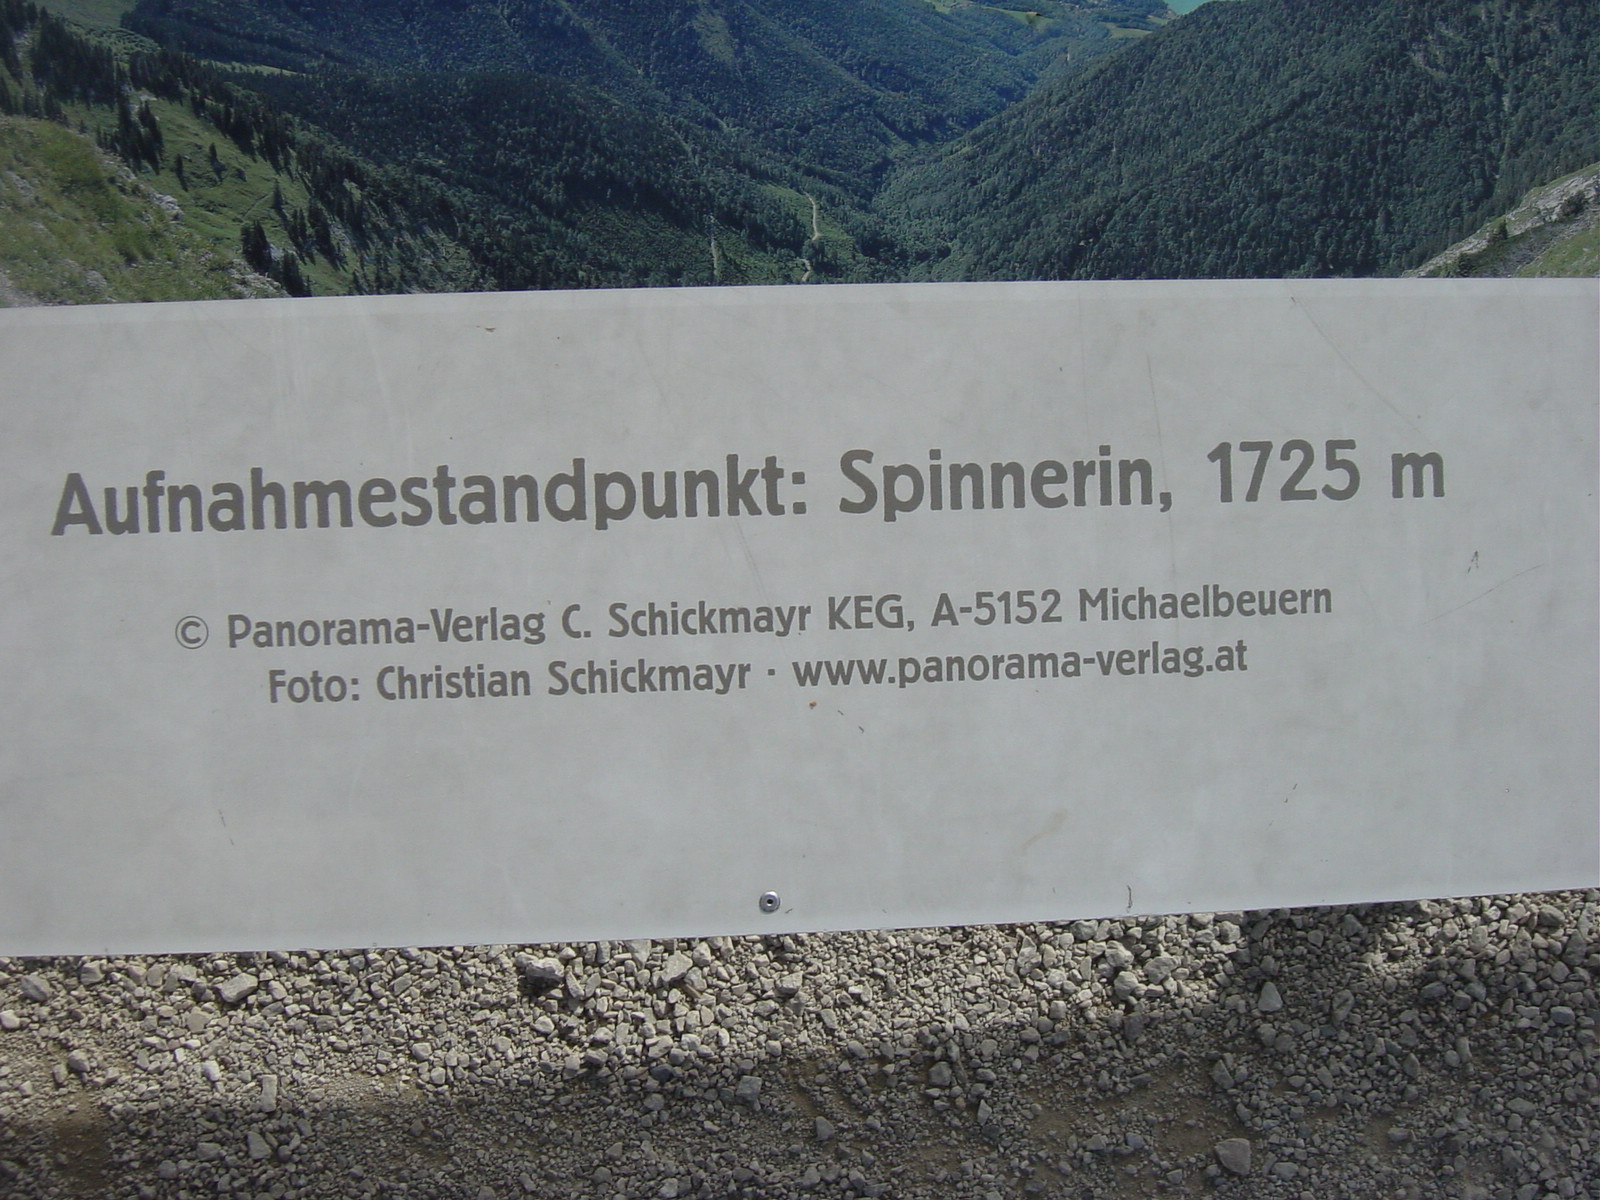 Aufnahmestandpunkt: Spinnerin, 1725 m
© Panorama-Verlag C. Schickmayr KEG, A-5152 Michaelbeuern
Foto: Christian Schickmayr · www.panorama-verlag.at